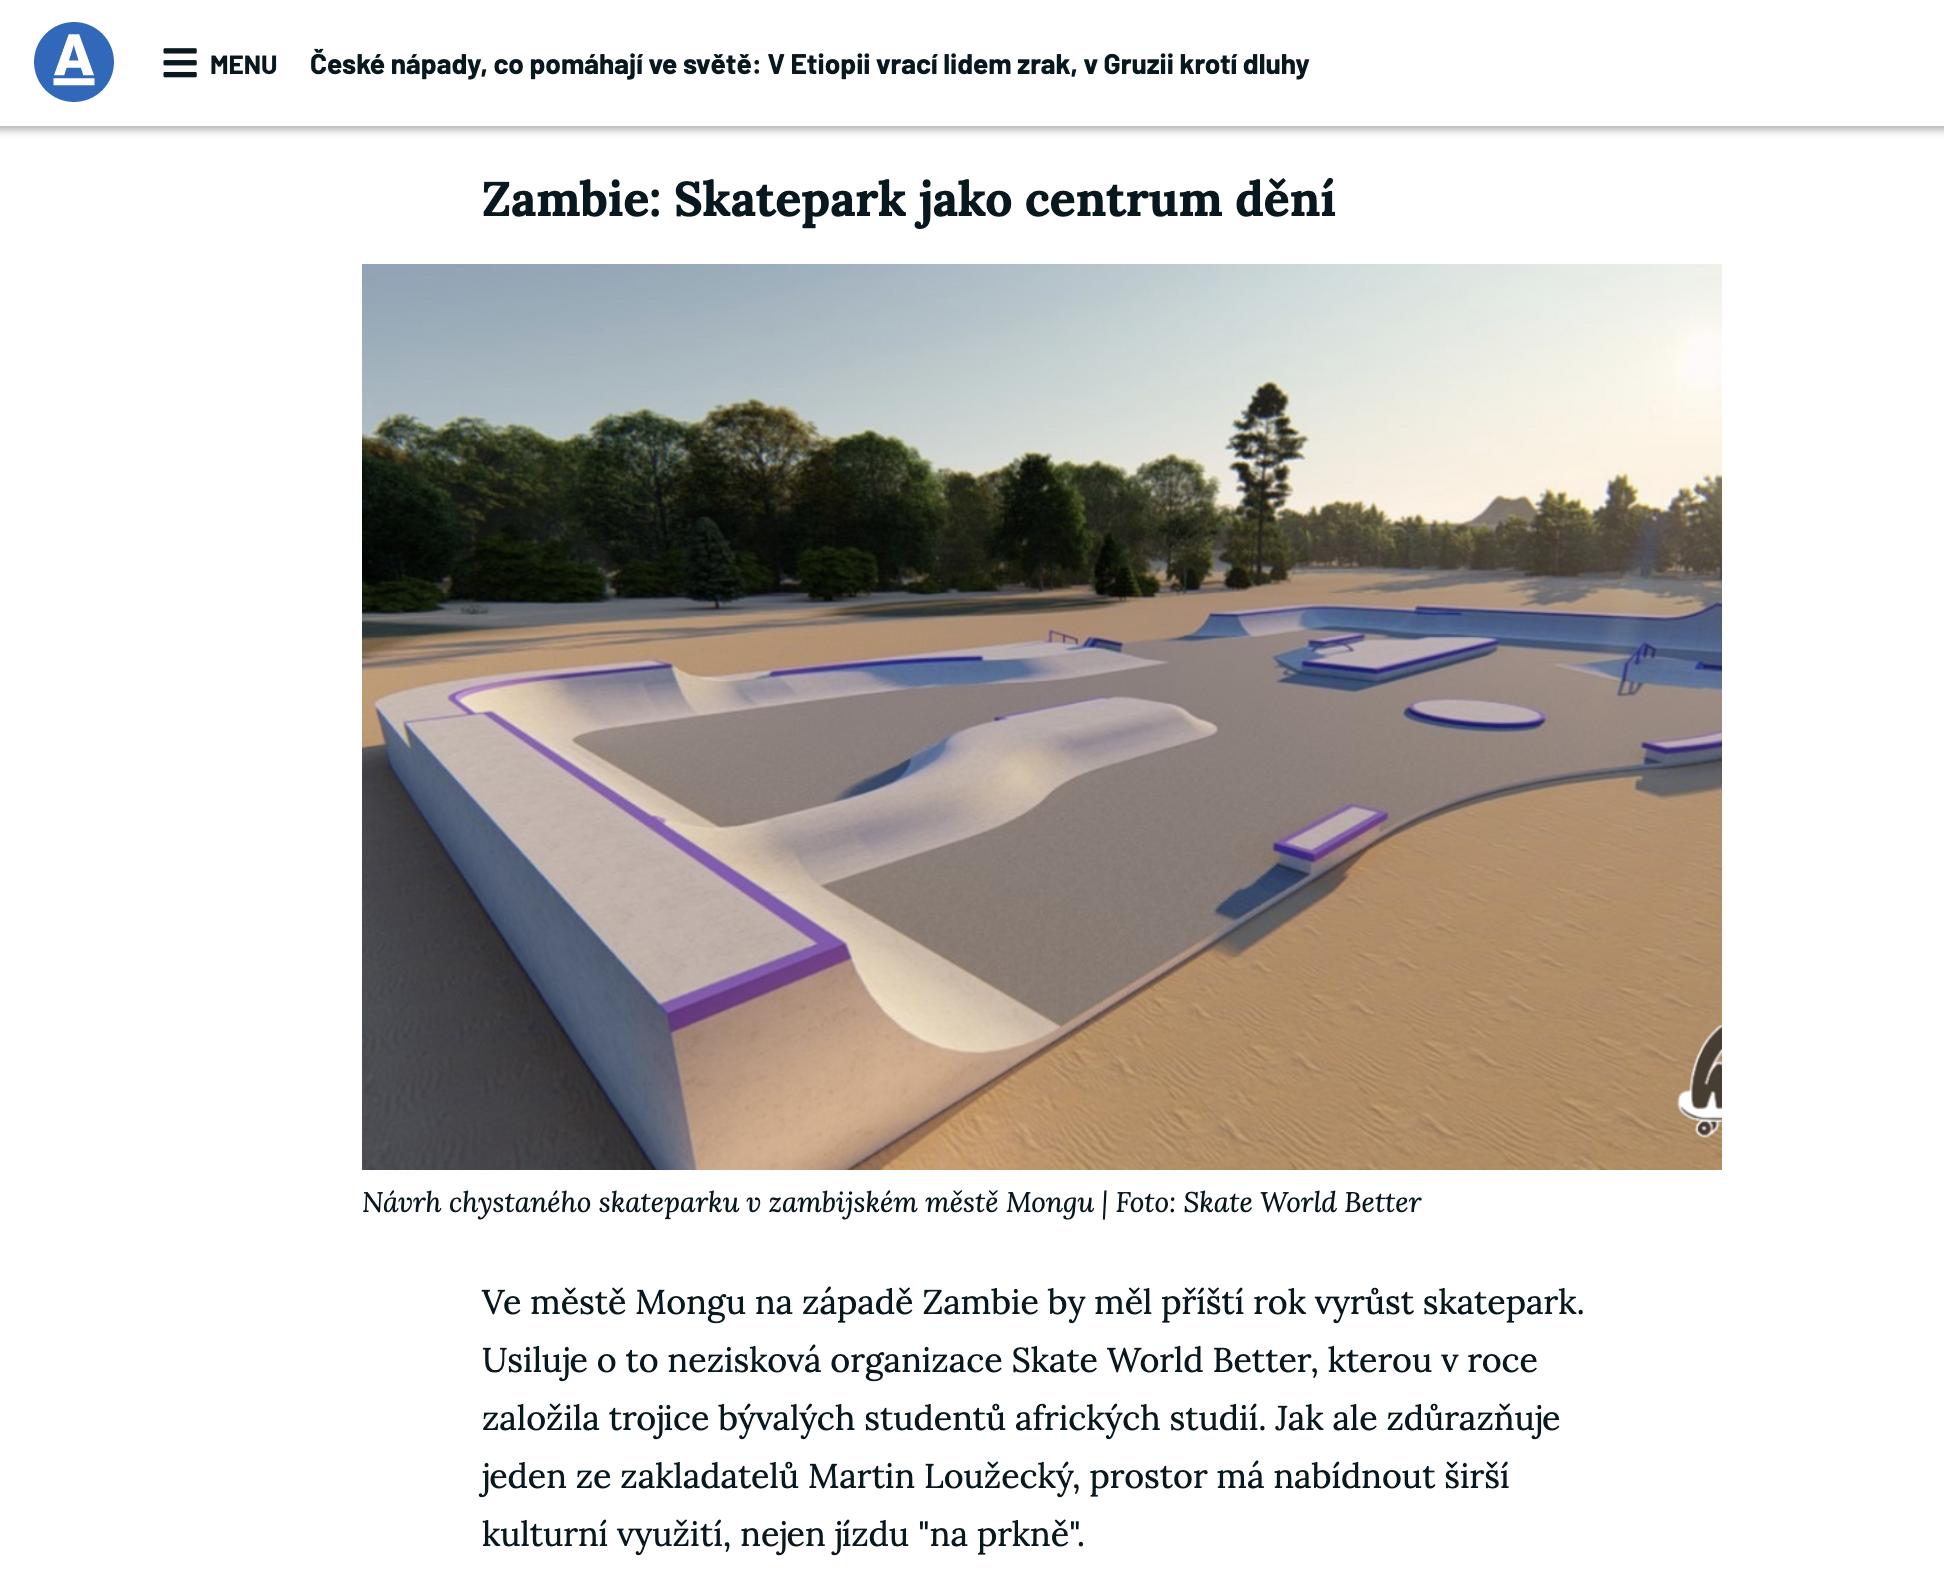 A
MENU České nápady, co pomáhají ve světě: V Etiopii vrací lidem zrak, v Gruzii krotí dluhy
Zambie: Skatepark jako centrum dění
Návrh chystaného skateparku v zambijském městě Mongu | Foto: Skate World Better
Ve městě Mongu na západě Zambie by měl příští rok vyrůst skatepark.
Usiluje o to nezisková organizace Skate World Better, kterou v roce
založila trojice bývalých studentů afrických studií. Jak ale zdůrazňuje
jeden ze zakladatelů Martin Loužecký, prostor má nabídnout širší
kulturní využití, nejen jízdu "na prkně".